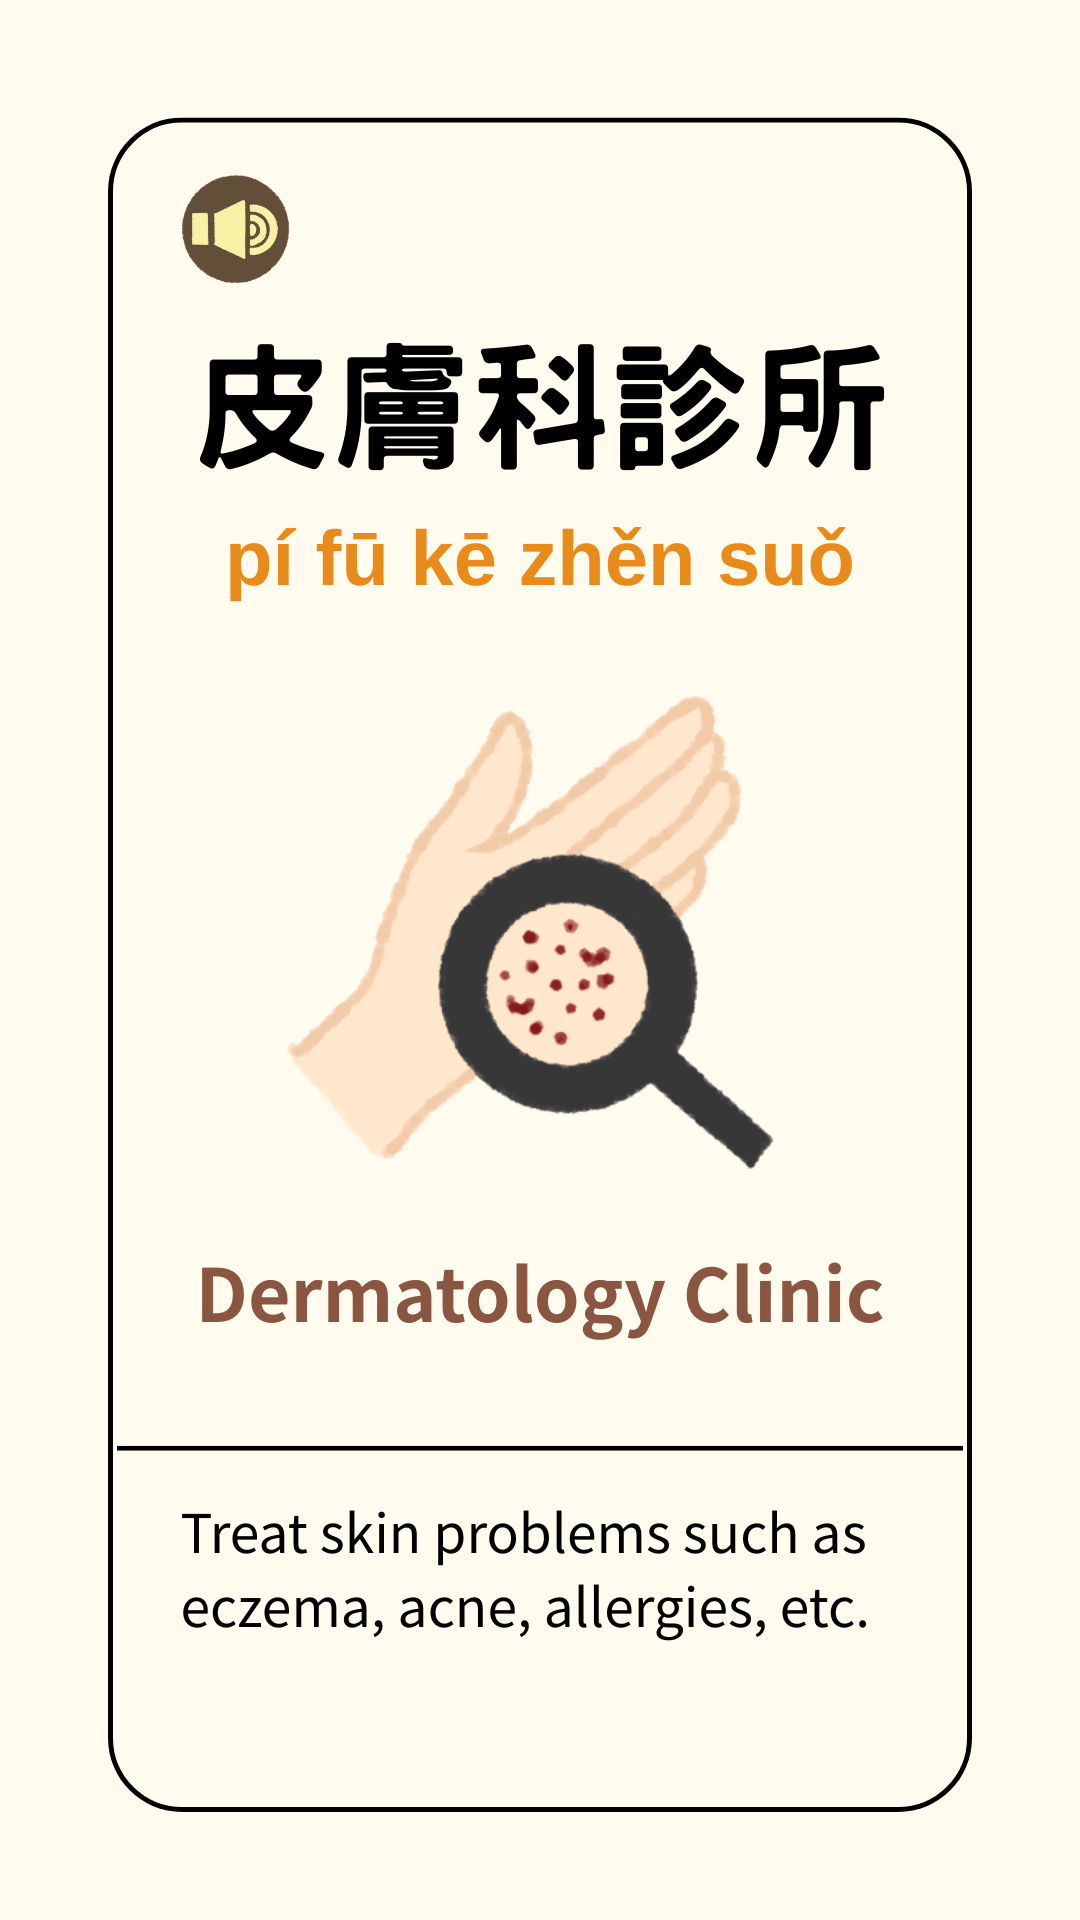 皮膚科診所
pí fū kē zhěn suǒ
Dermatology Clinic
Treat skin problems such as
eczema, acne, allergies, etc.